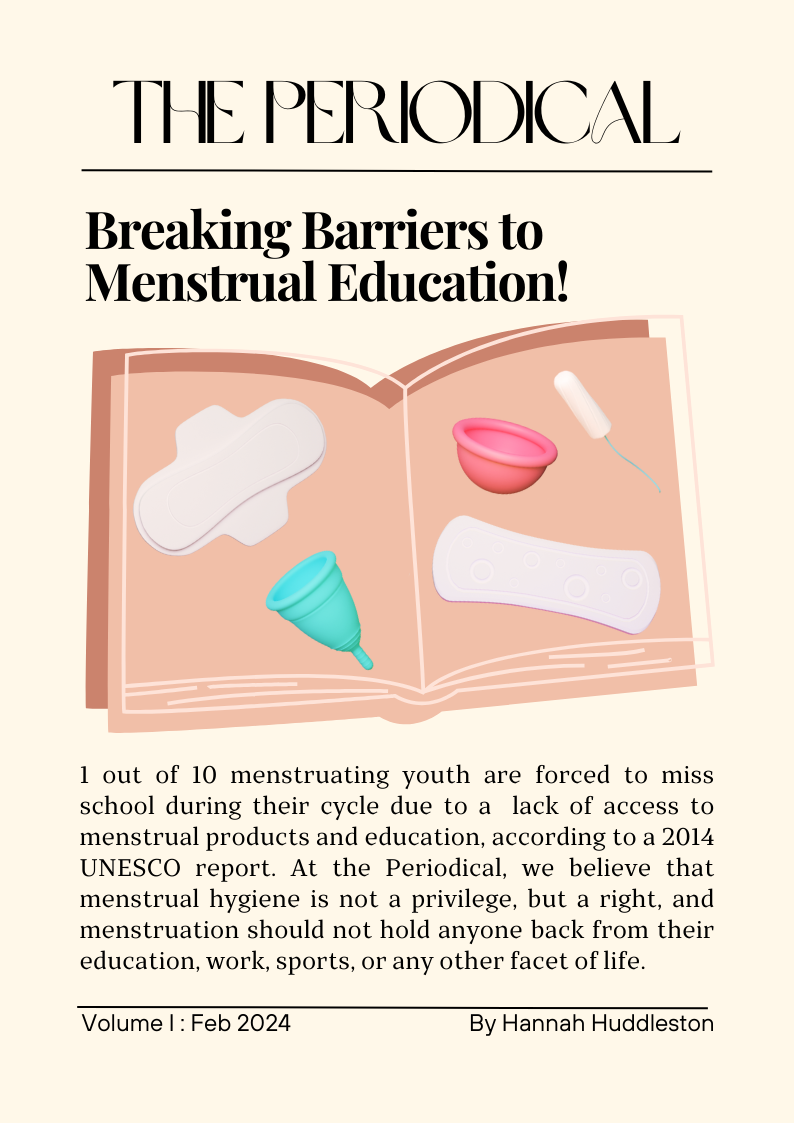 THE PERIODICAL
Breaking Barriers to
Menstrual Education!
1 out of 10 menstruating youth are forced to miss
school during their cycle due to a lack of access to
menstrual products and education, according to a 2014
UNESCO report. At the Periodical, we believe that
menstrual hygiene is not a privilege, but a right, and
menstruation should not hold anyone back from their
education, work, sports, or any other facet of life.
Volume I : Feb 2024
By Hannah Huddleston